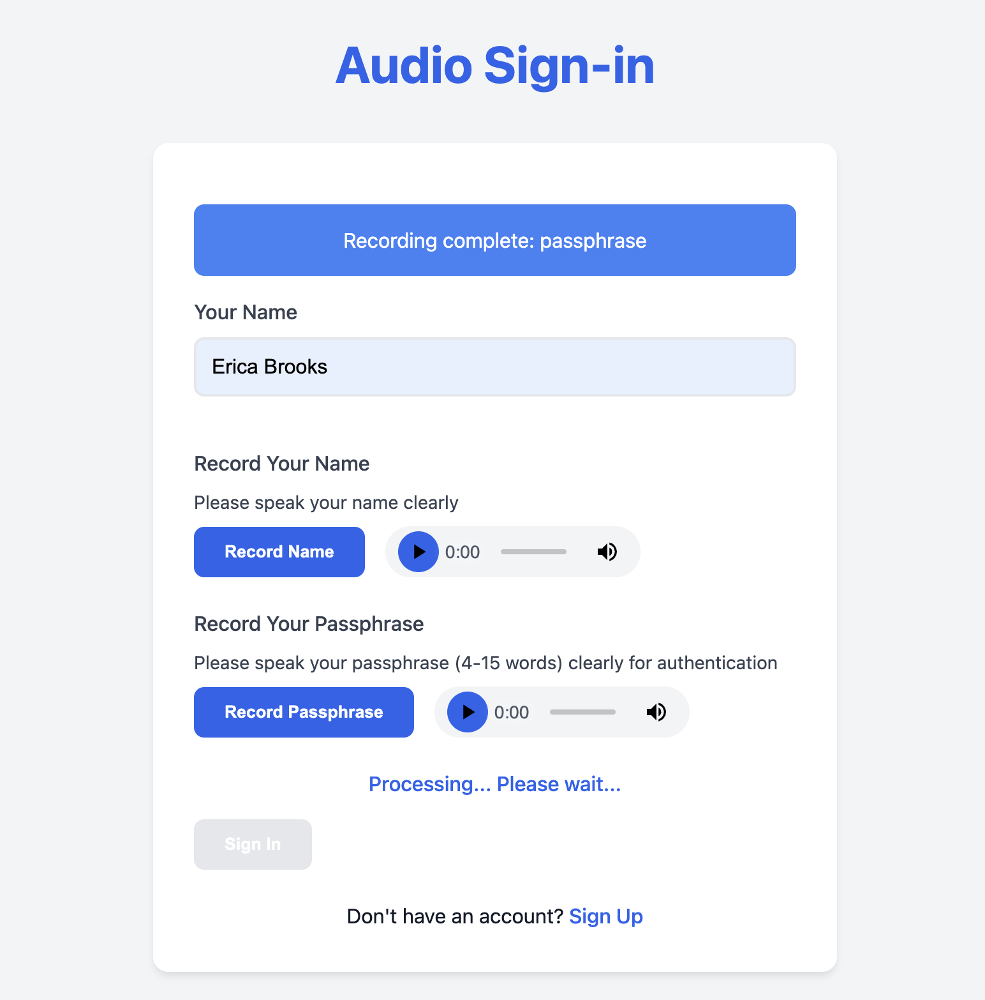 Audio Sign-in
Recording complete: passphrase
Your Name
Erica Brooks
Record Your Name
Please speak your name clearly
Record Name
0:00
Record Your Passphrase
Please speak your passphrase (4-15 words) clearly for authentication
Record Passphrase
0:00
Processing... Please wait...
Sign In
Don't have an account? Sign Up